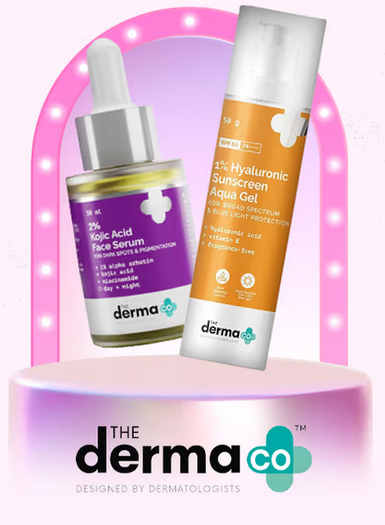 30 ml
2%
Kojic Acid
Face Serum
FOR DARK SPOTS & PIGMENTATION
+ 1% alpha arbutin
+ kojic acid
+ niacinamide
day + night
THE
derma co
50 g
SPF 50 PA++++
1% Hyaluronic
Sunscreen
Aqua Gel
FOR BROAD SPECTRUM
& BLUE LIGHT PROTECTION
+ hyaluronic acid
+ vitamin E
+ fragrance-free
THE
derma co
THE
derma co™
DESIGNED BY DERMATOLOGISTS